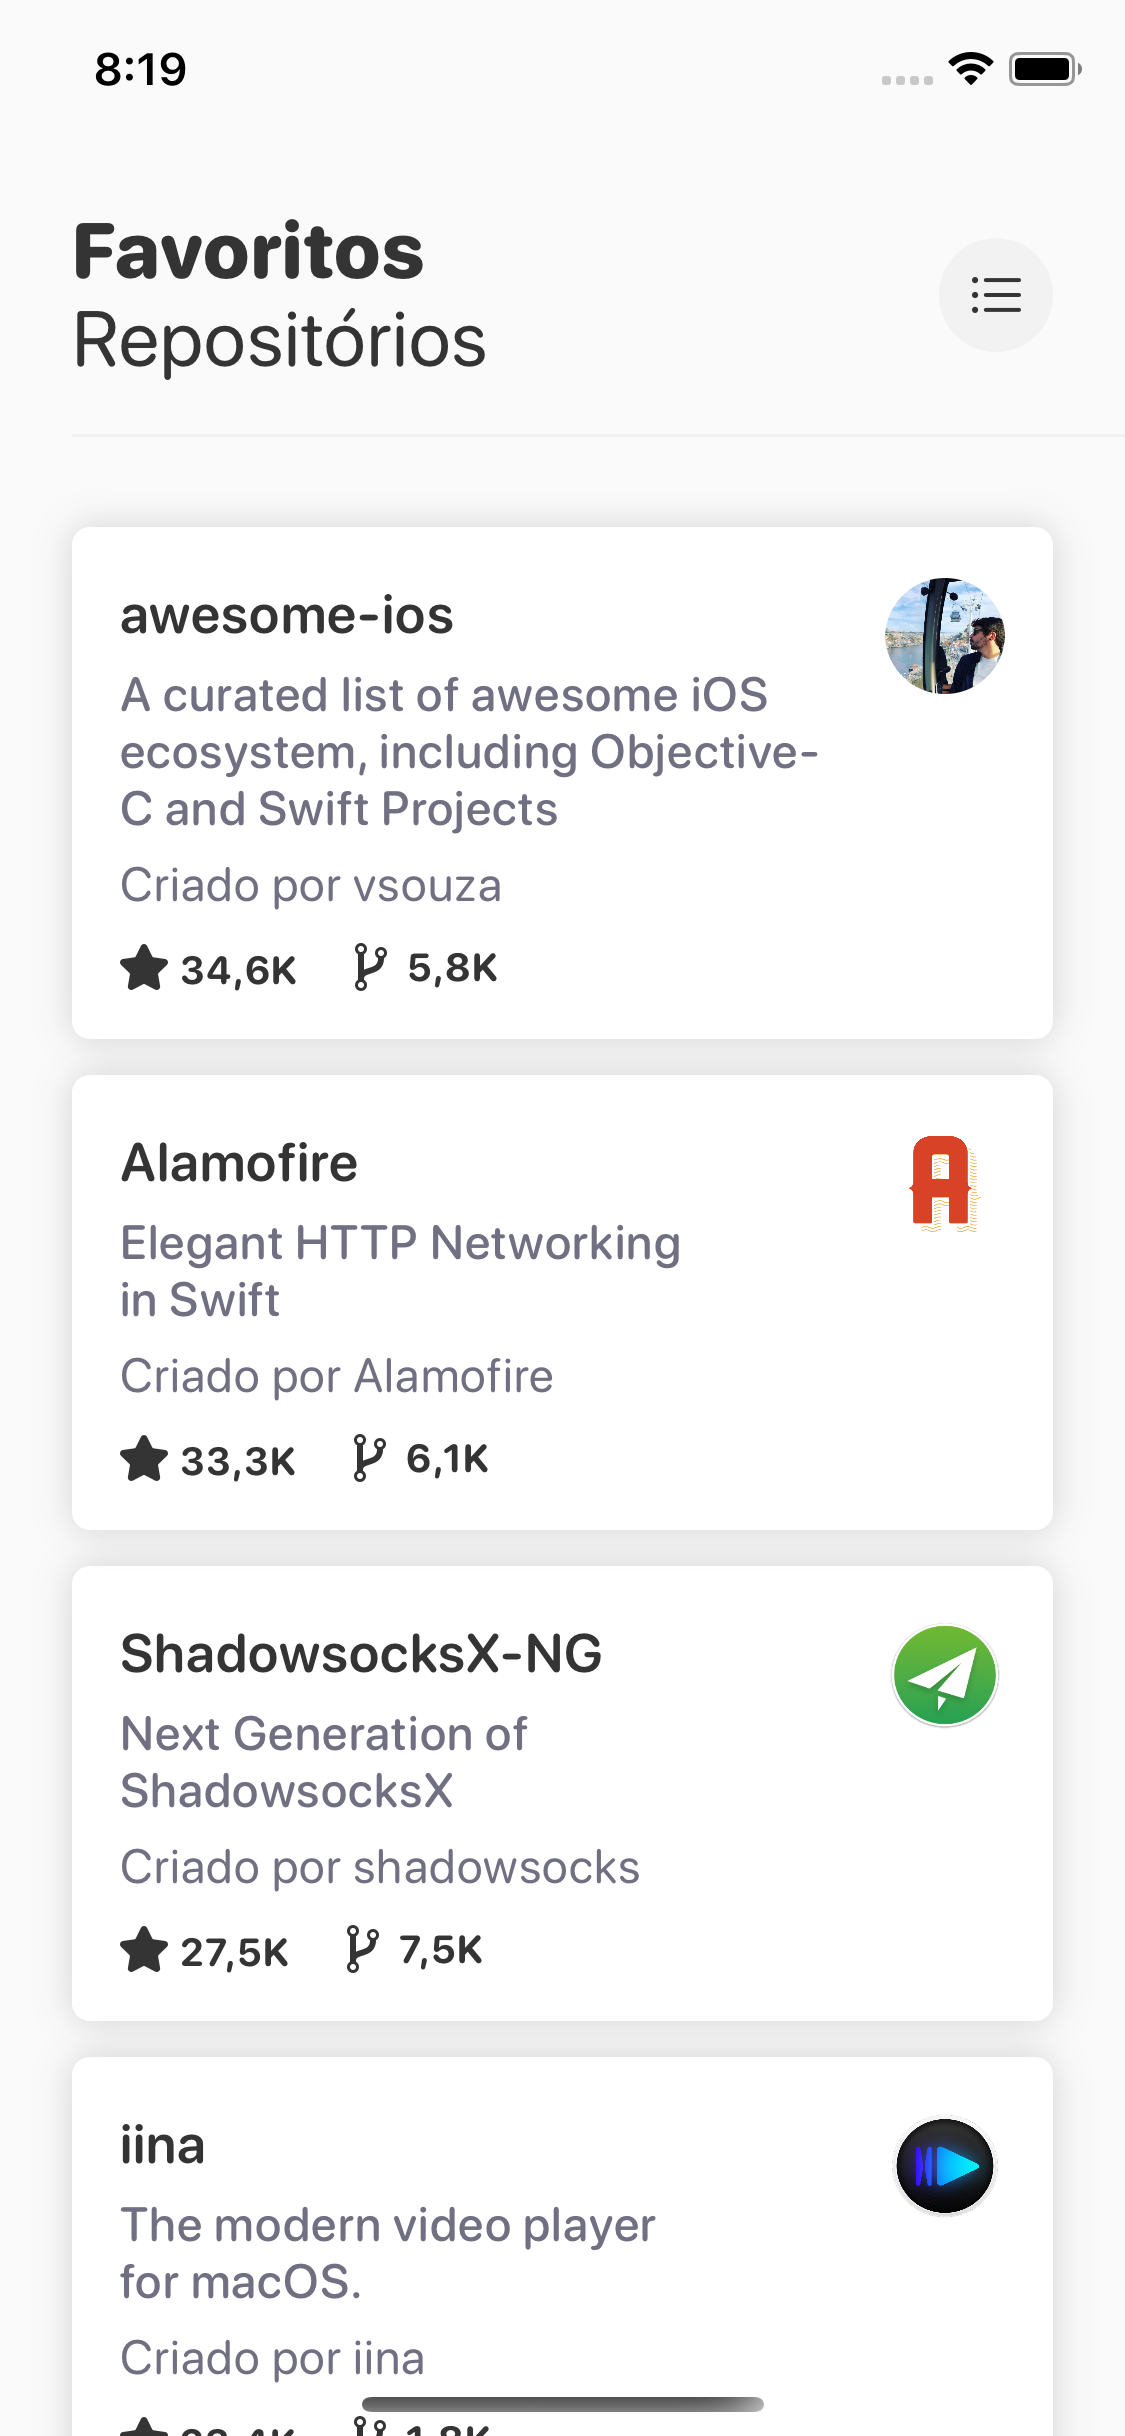 8:19
Favoritos
Repositórios
awesome-ios
A curated list of awesome iOS
ecosystem, including Objective-
C and Swift Projects
Criado por vsouza
34,6K 5,8K
Alamofire
Elegant HTTP Networking
in Swift
Criado por Alamofire
33,3K 6,1K
ShadowsocksX-NG
Next Generation of
ShadowsocksX
Criado por shadowsocks
27,5K 7,5K
iina
The modern video player
for macOS.
Criado por iina
1,8K